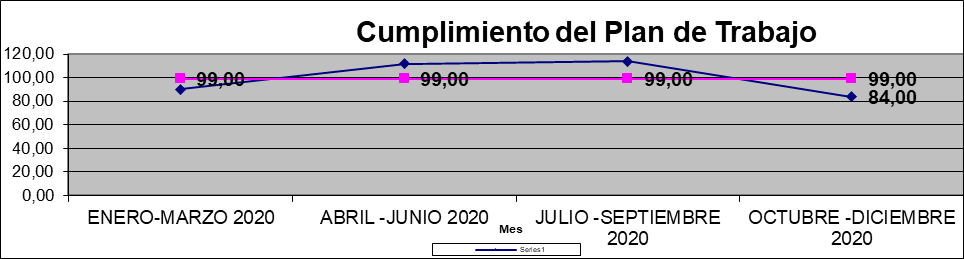 Cumplimiento del Plan de Trabajo
120,00
100,00
80,00
60,00
40,00
20,00
0,00
99,00
99,00
99,00
99,00
84,00
ENERO-MARZO 2020
ABRIL -JUNIO 2020
JULIO -SEPTIEMBRE
2020
OCTUBRE -DICIEMBRE
2020
Mes
Series1